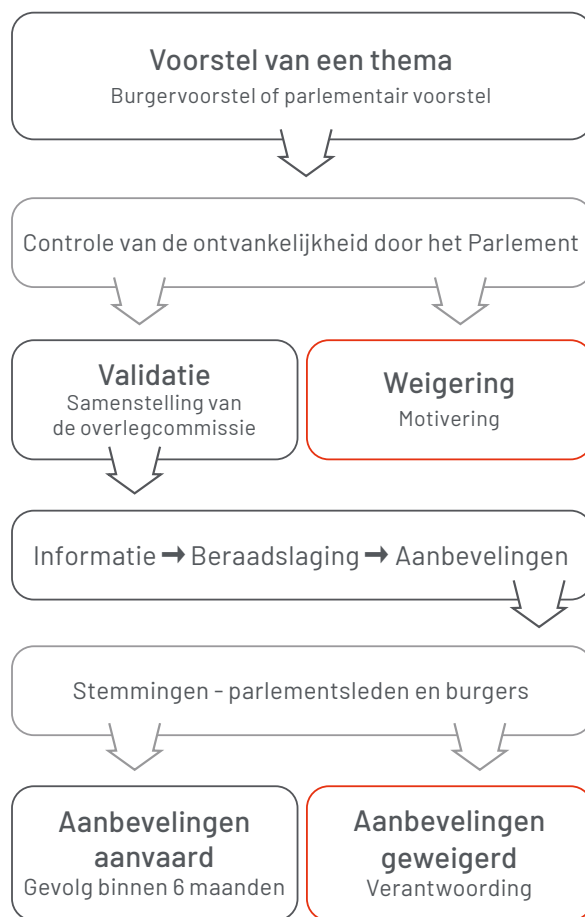 Voorstel van een thema
Burgervoorstel of parlementair voorstel
Controle van de ontvankelijkheid door het Parlement
Validatie
Samenstelling van
de overlegcommissie
Weigering
Motivering
Informatie ➞ Beraadslaging ➞ Aanbevelingen
Stemmingen - parlementsleden en burgers
Aanbevelingen
aanvaard
Gevolg binnen 6 maanden
Aanbevelingen
geweigerd
Verantwoording